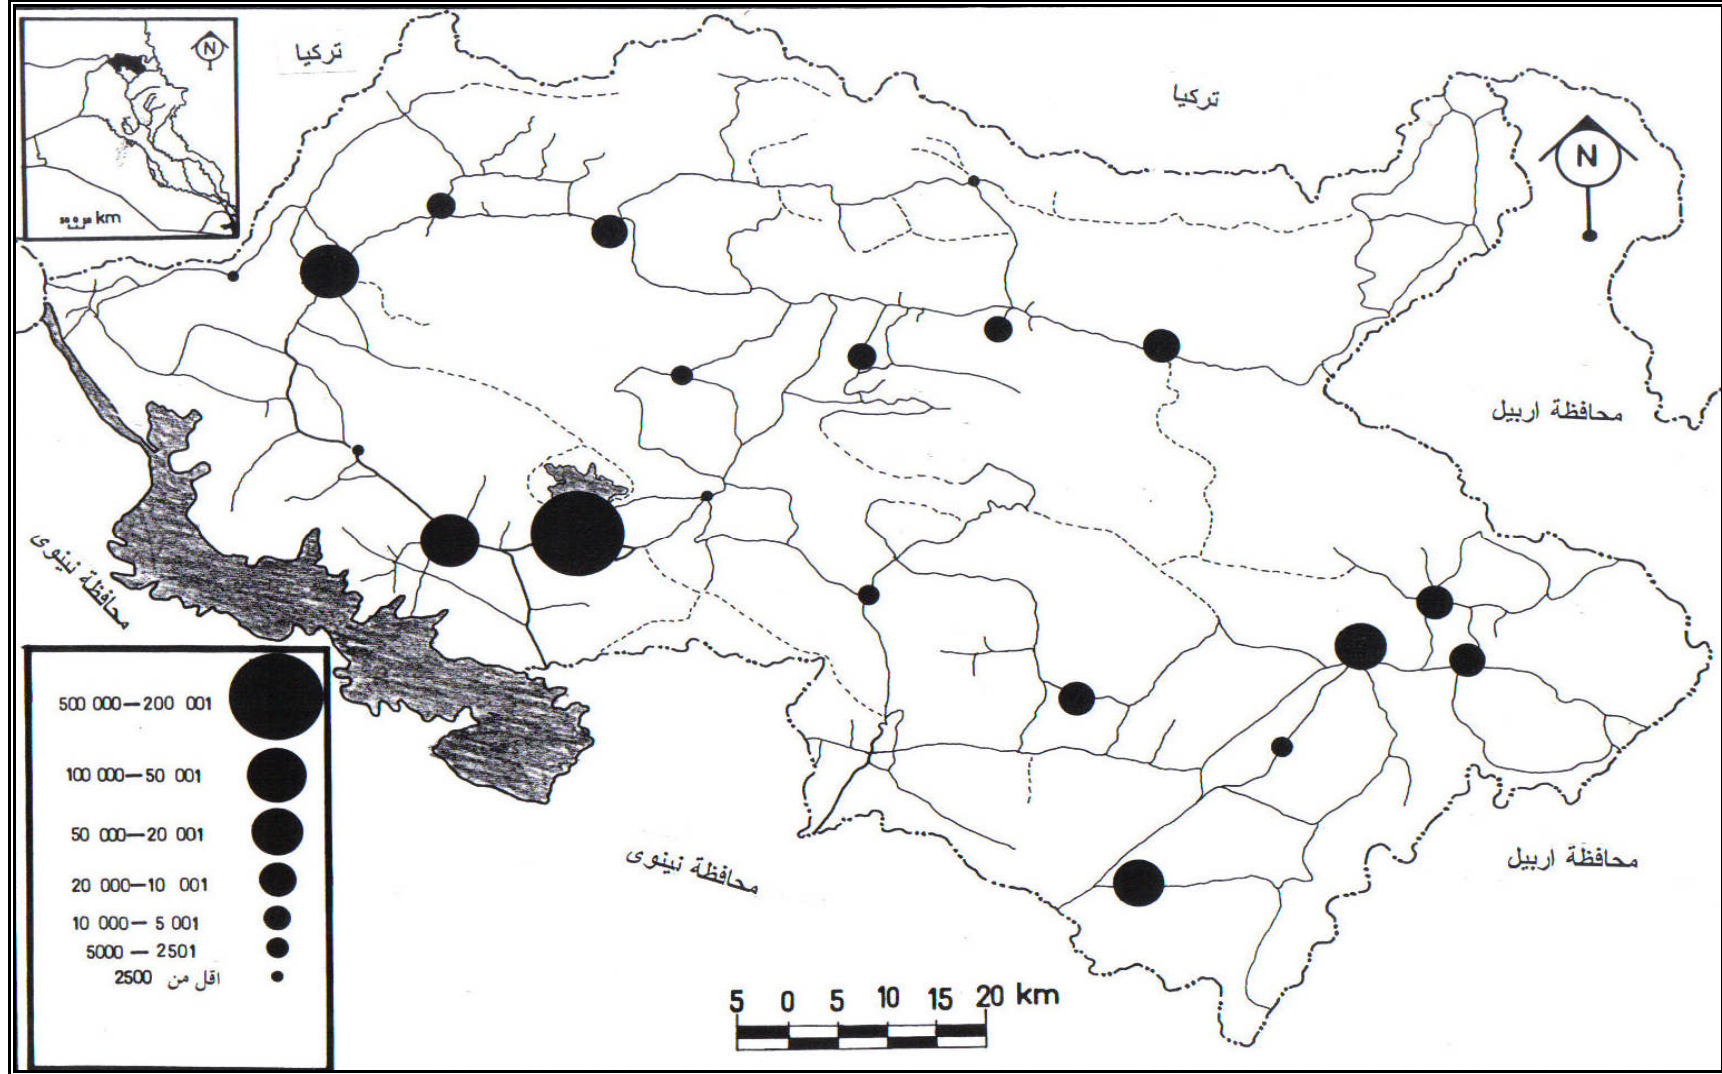 N
km
تركيا
تركيا
N
محافظة اربيل
محافظة نينوى
500 000—200 001
100 000—50 001
50 000—20 001
20 000—10 001
10 000—5 001
5000—2501
اقل من 2500
محافظة نينوى
محافظة اربيل
5 0 5 10 15 20 km